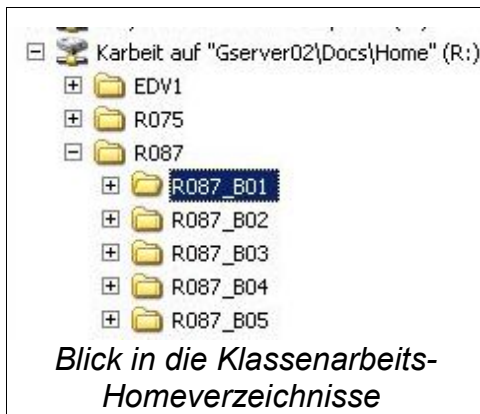 Karbeit auf "Gserver02\Docs\Home" (R:)
EDV1
R075
R087
R087_B01
R087_B02
R087_B03
R087_B04
R087_B05
Blick in die Klassenarbeits-
Homeverzeichnisse